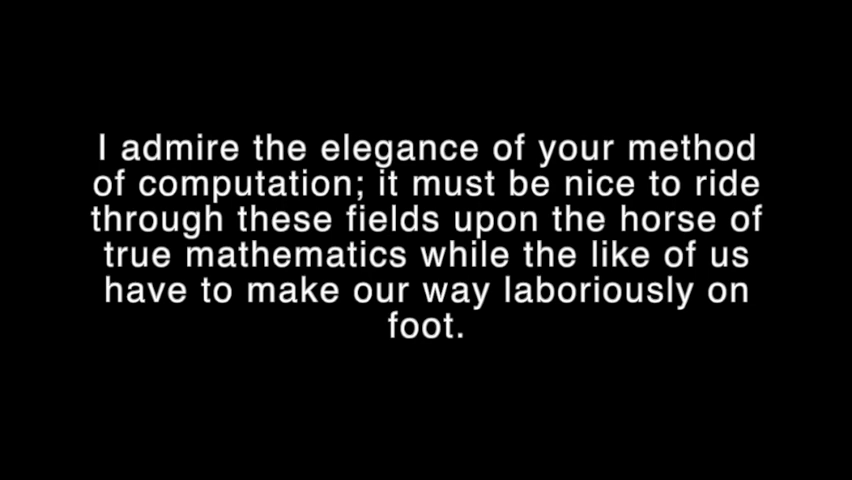 I admire the elegance of your method
of computation; it must be nice to ride
through these fields upon the horse of
true mathematics while the like of us
have to make our way laboriously on
foot.